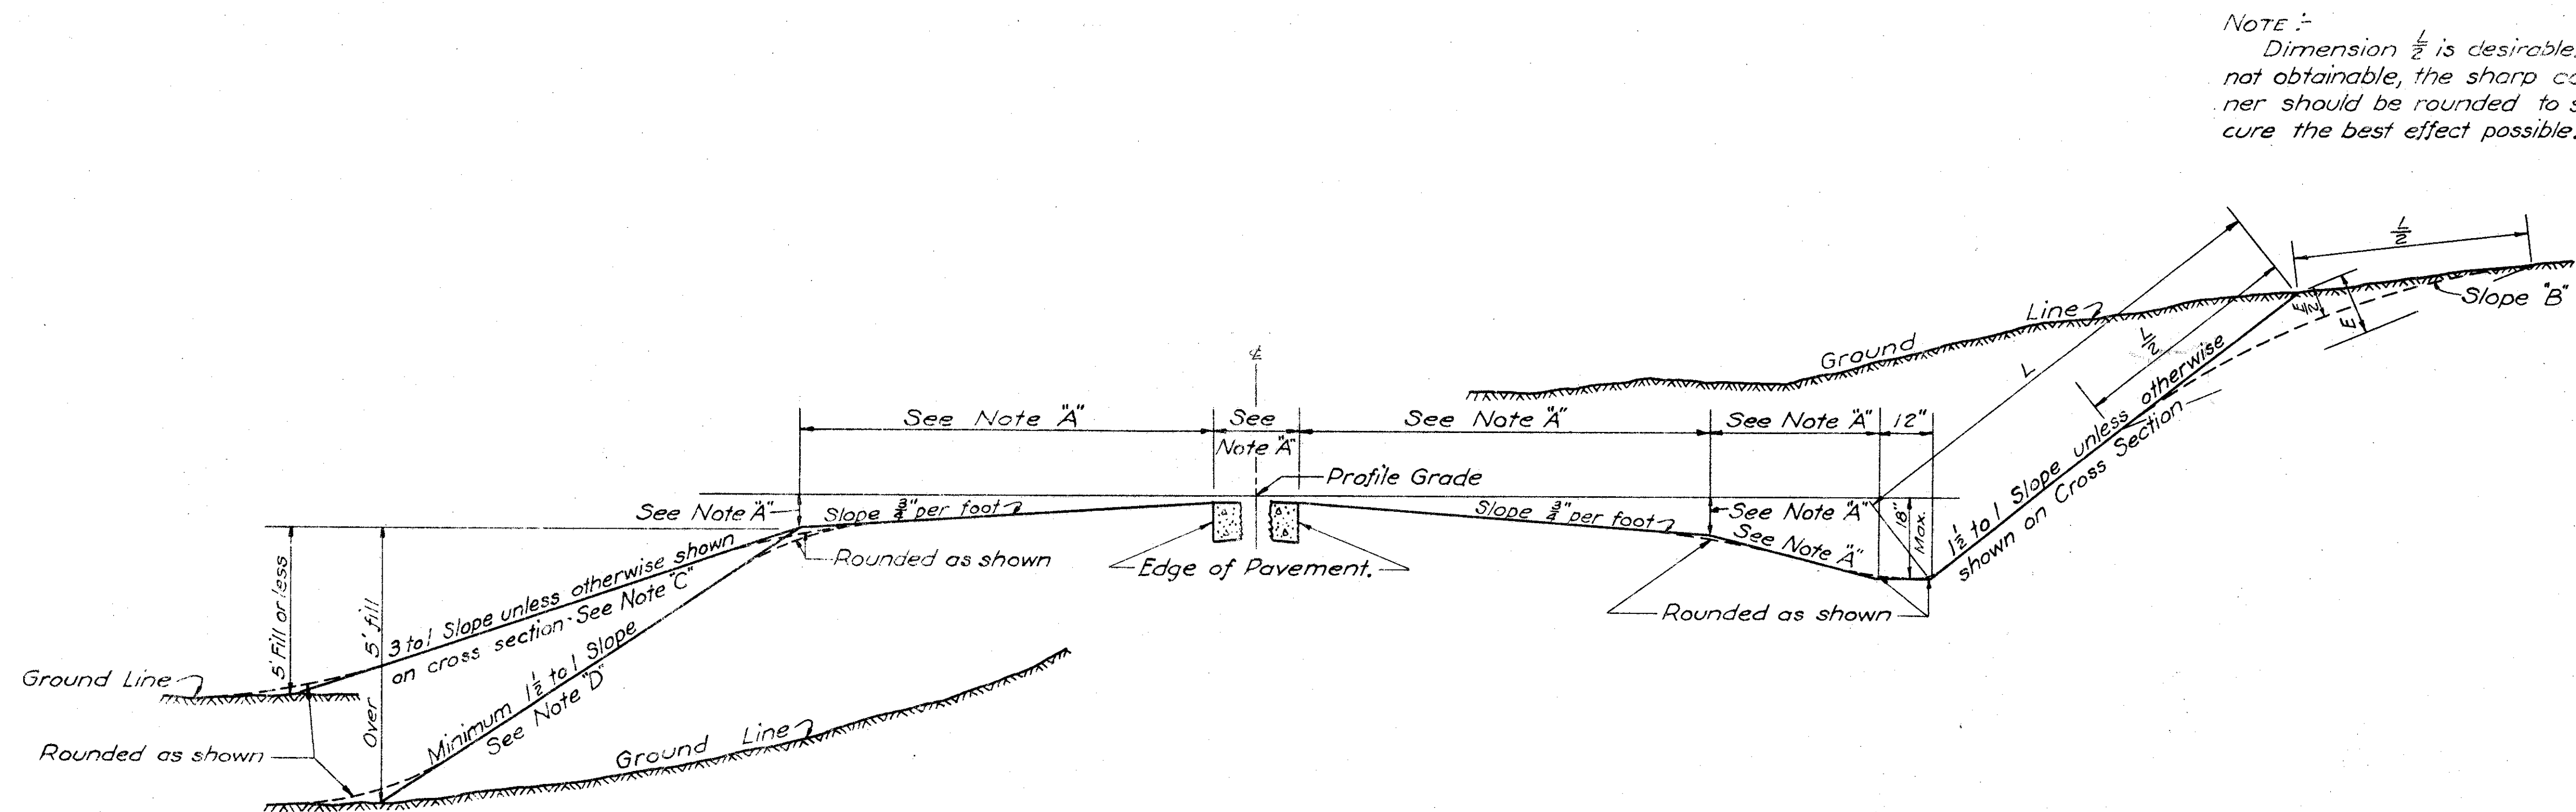 NOTE :-
Dimension L/2 is desirable.
not obtainable, the sharp co
ner should be rounded to s
cure the best effect possible.
L/2
L/2
L
E/2
E
Slope "B"
Ground Line
℄
See Note "A"
See
Note "A"
See Note "A"
See Note "A"
12"
Profile Grade
See Note "A"
Slope 3/4" per foot
Slope 3/4" per foot
See Note "A"
See Note "A"
18"
Max.
1 1/2 to 1 Slope unless otherwise
shown on Cross Section
Rounded as shown
Edge of Pavement.
Rounded as shown
5' Fill or less
Over 5' fill
3 to 1 Slope unless otherwise shown
on cross section - See Note "C"
Minimum 1 1/2 to 1 Slope
See Note "D"
Ground Line
Rounded as shown
Ground Line